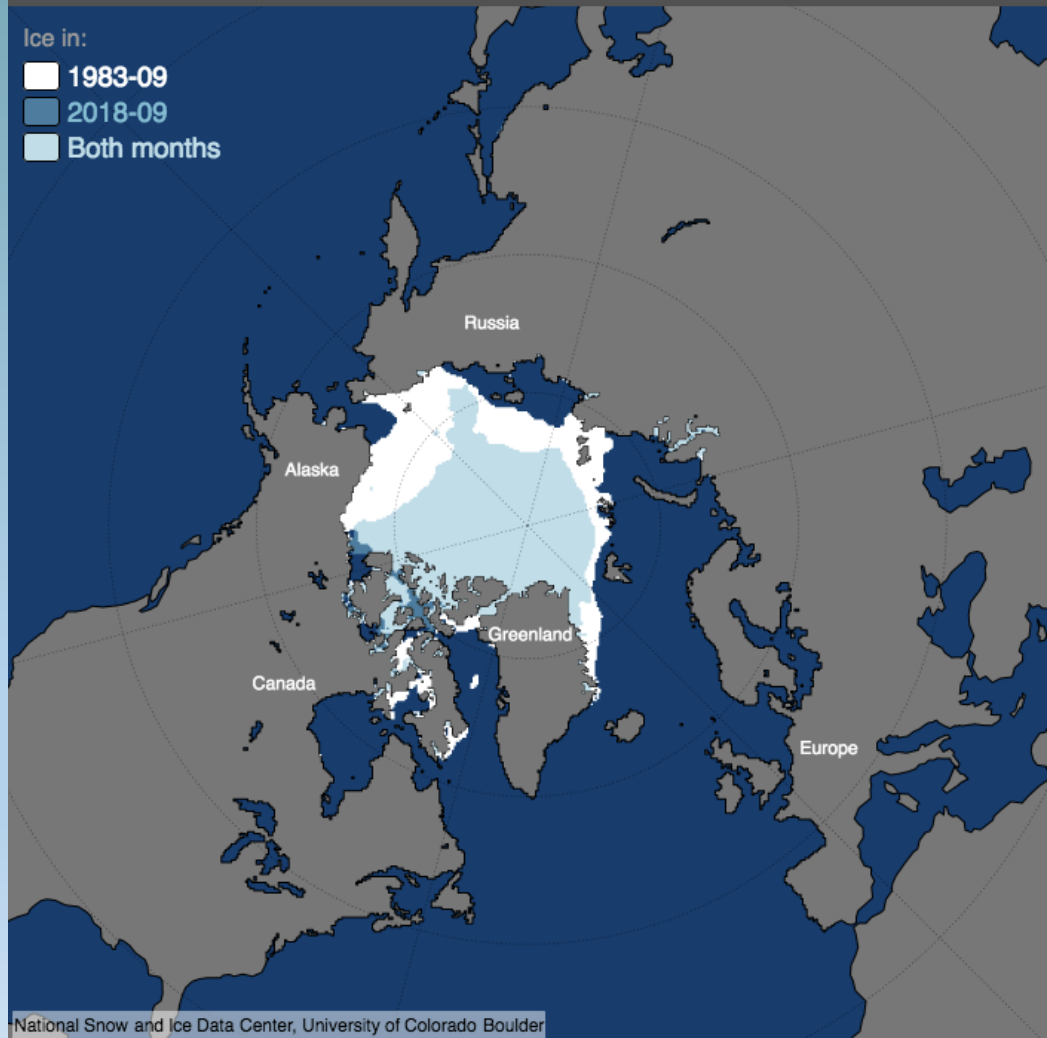 Ice in:
1983-09
2018-09
Both months
Russia
Alaska
Greenland
Canada
Europe
National Snow and Ice Data Center, University of Colorado Boulder